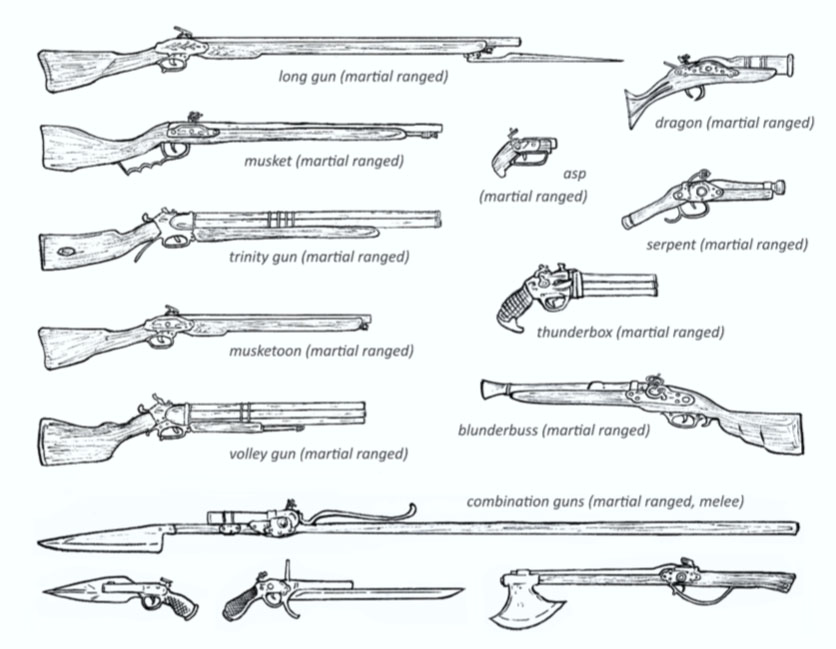 long gun (martial ranged)
dragon (martial ranged)
musket (martial ranged)
asp
(martial ranged)
serpent (martial ranged)
trinity gun (martial ranged)
thunderbox (martial ranged)
musketoon (martial ranged)
blunderbuss (martial ranged)
volley gun (martial ranged)
combination guns (martial ranged, melee)